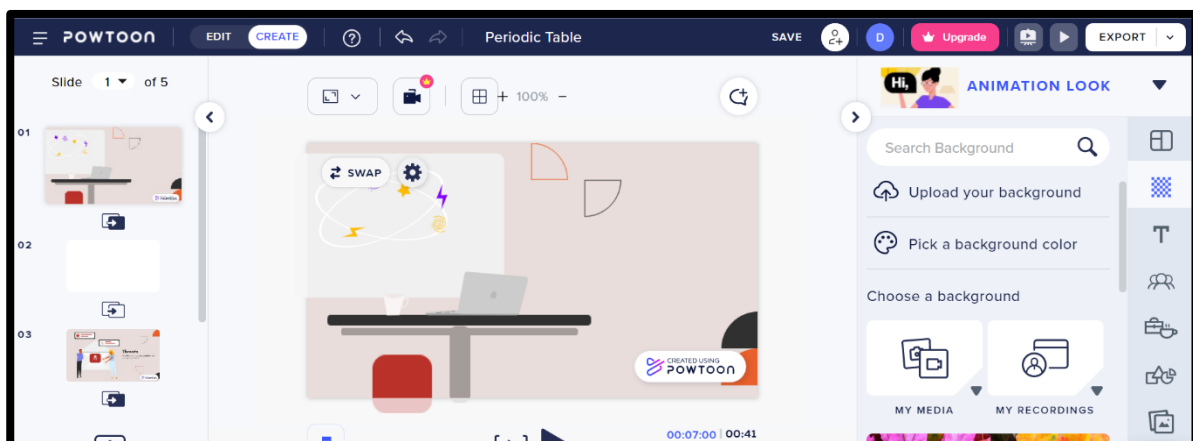 POWTOON EDIT CREATE Periodic Table SAVE D Upgrade EXPORT
Slide 1 of 5
100%
Hi,
ANIMATION LOOK
01
SWAP
Search Background
Upload your background
02
Pick a background color
Choose a background
03
CREATED USING
POWTOON
MY MEDIA MY RECORDINGS
00:07:00 00:41